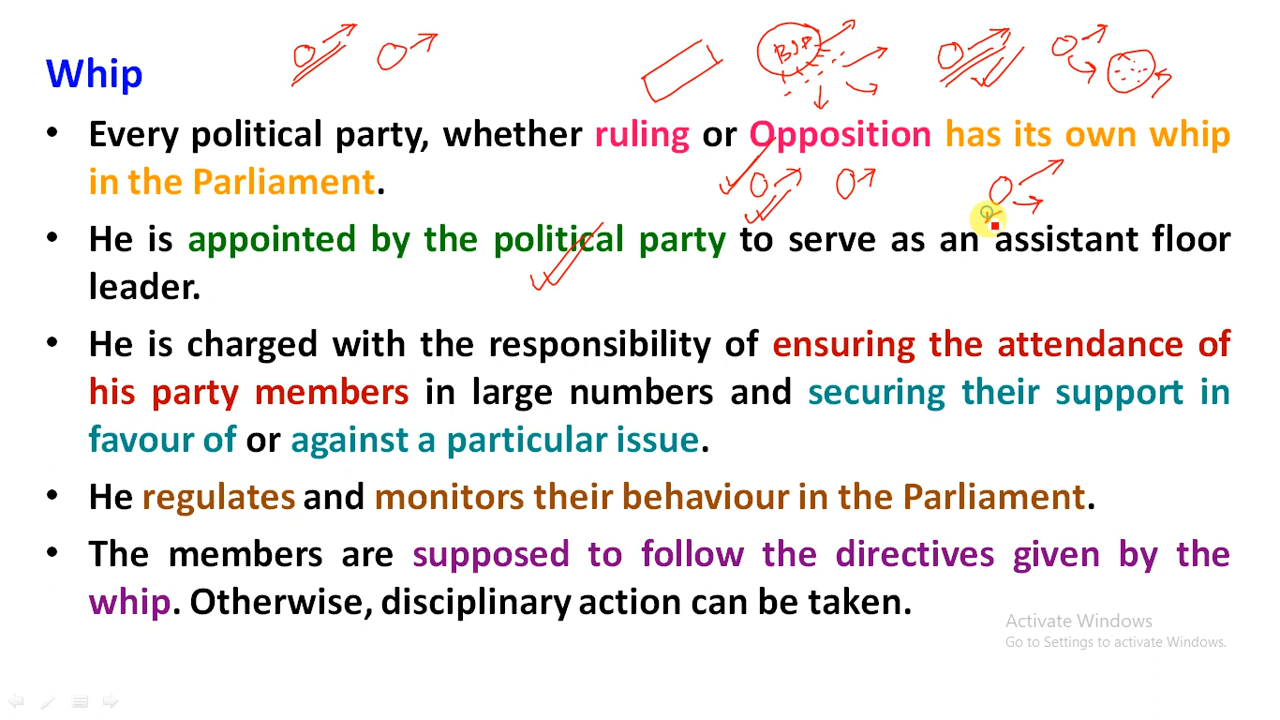 BJP
Whip
• Every political party, whether ruling or Opposition has its own whip
in the Parliament.
• He is appointed by the political party to serve as an assistant floor
leader.
• He is charged with the responsibility of ensuring the attendance of
his party members in large numbers and securing their support in
favour of or against a particular issue.
• He regulates and monitors their behaviour in the Parliament.
• The members are supposed to follow the directives given by the
whip. Otherwise, disciplinary action can be taken.
Activate Windows
Go to Settings to activate Windows.